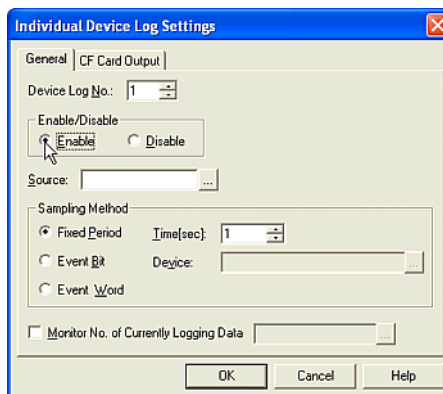 Individual Device Log Settings
General CF Card Output
Device Log No.: 1
Enable/Disable
Enable Disable
Source: ...
Sampling Method
Fixed Period Time[sec]: 1
Event Bit Device: ...
Event Word
Monitor No. of Currently Logging Data ...
OK Cancel Help